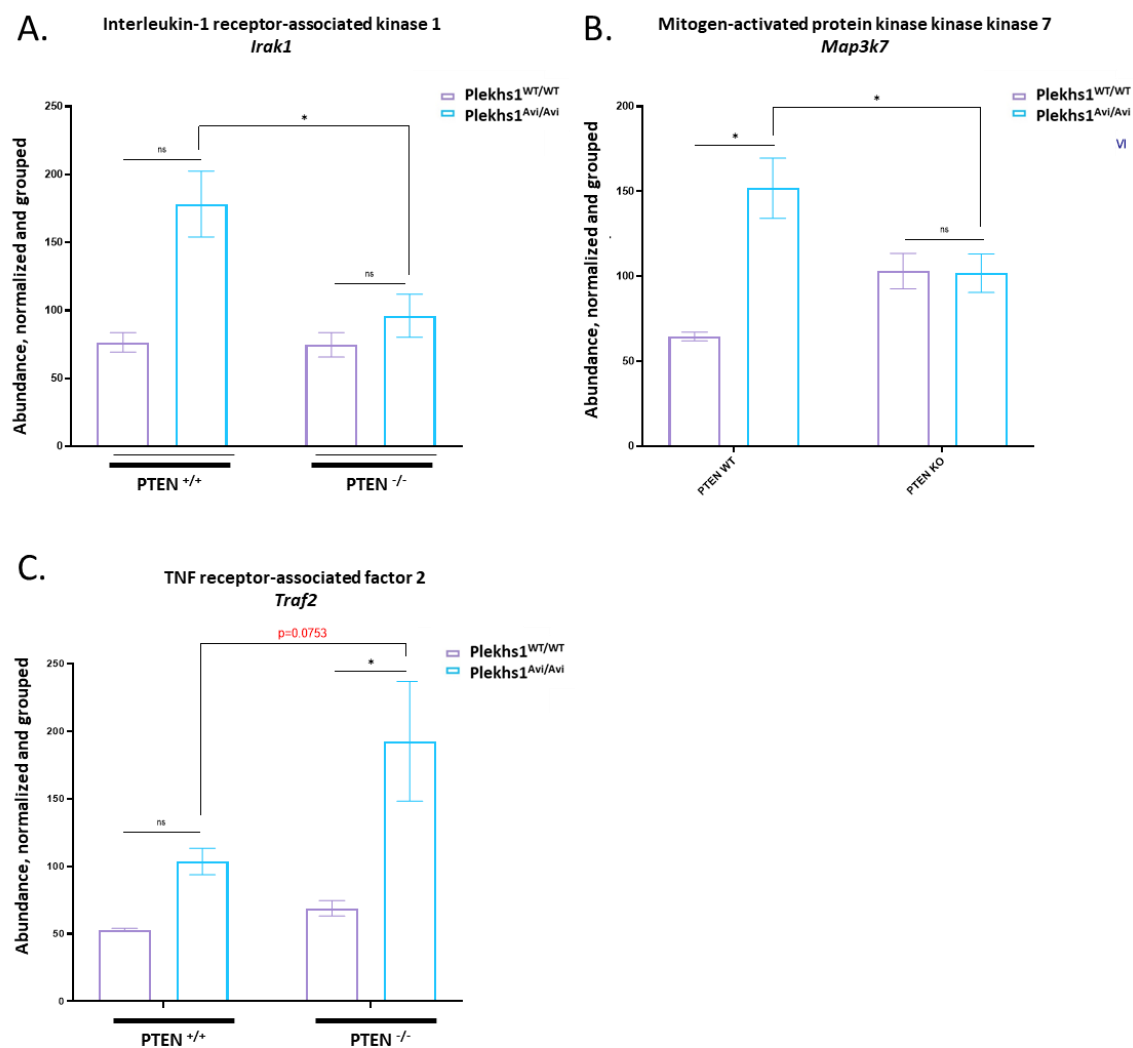 A.
Interleukin-1 receptor-associated kinase 1
Irak1
Plekhs1WT/WT
Plekhs1Avi/Avi
Abundance, normalized and grouped
250
200
150
100
50
0
ns
*
ns
PTEN +/+
PTEN -/-
B.
Mitogen-activated protein kinase kinase kinase 7
Map3k7
Plekhs1WT/WT
Plekhs1Avi/Avi
VI
Abundance, normalized and grouped
200
150
100
50
0
*
*
ns
PTEN WT
PTEN KO
C.
TNF receptor-associated factor 2
Traf2
p=0.0753
Plekhs1WT/WT
Plekhs1Avi/Avi
Abundance, normalized and grouped
250
200
150
100
50
0
ns
*
PTEN +/+
PTEN -/-